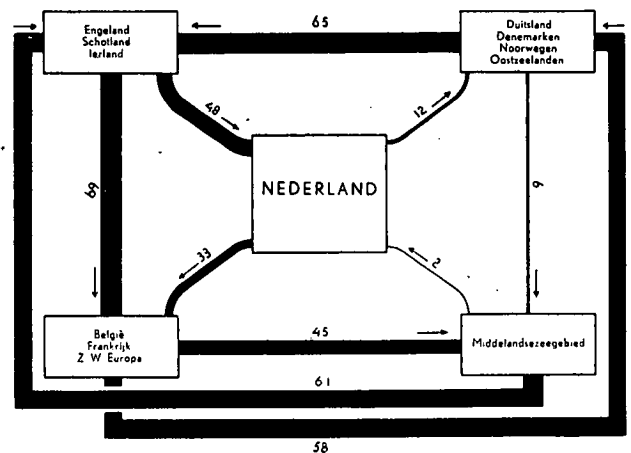 65
Engeland
Schotland
Ierland
Duitsland
Denemarken
Noorwegen
Oostzeelanden
48
12
NEDERLAND
69
9
33
2
België
Frankrijk
Z W Europa
45
Middelandsezeegebied
61
58